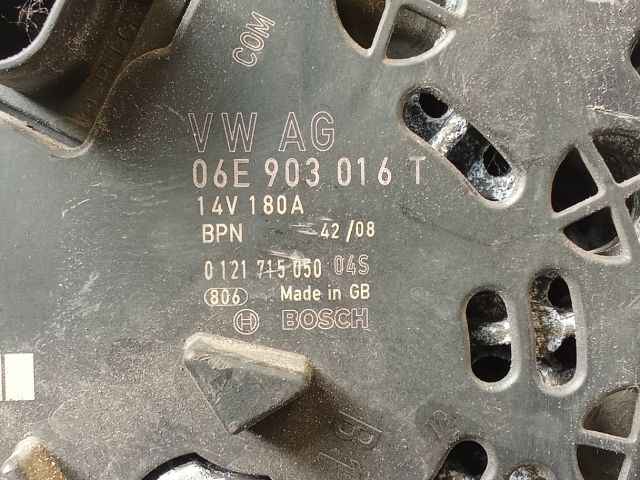 COM
VW AG
06E 903 016 T
14V 180A
BPN 42/08
0 121 715 050 04S
806 Made in GB
BOSCH
B1